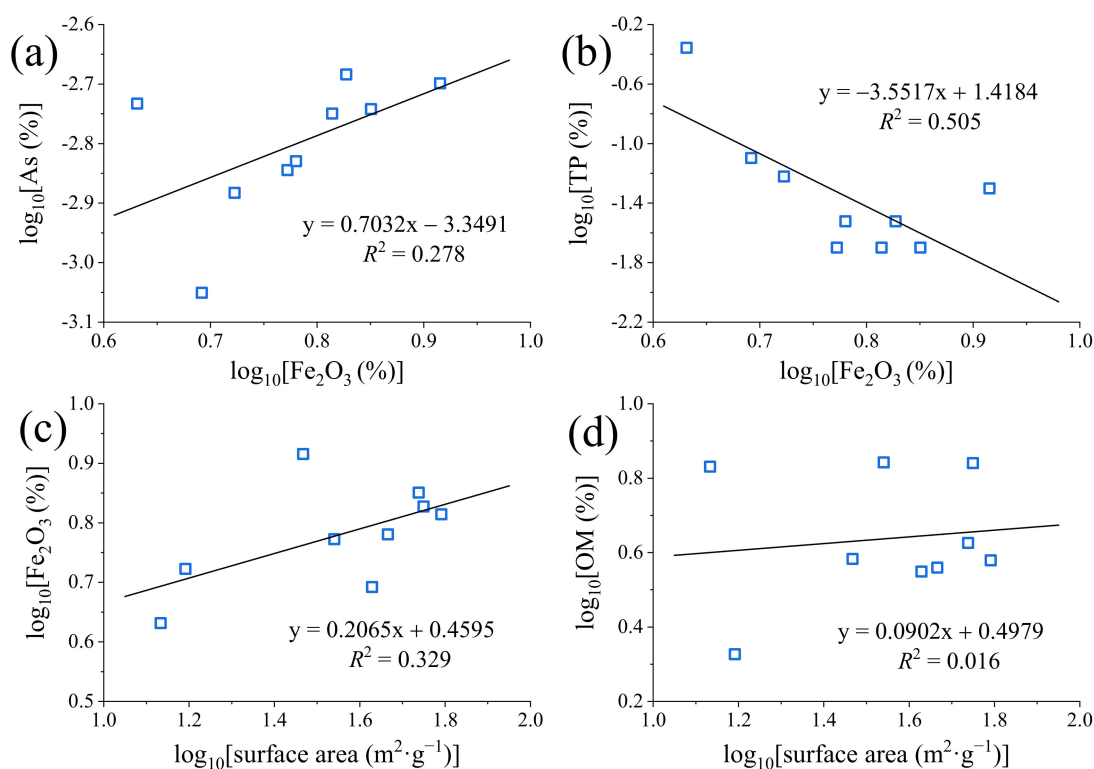 (a)
-2.6
-2.7
-2.8
-2.9
-3.0
-3.1
log₁₀[As (%)]
y = 0.7032x − 3.3491
R² = 0.278
0.6 0.7 0.8 0.9 1.0
log₁₀[Fe₂O₃ (%)]
(b)
-0.2
-0.6
-1.0
-1.4
-1.8
-2.2
log₁₀[TP (%)]
y = −3.5517x + 1.4184
R² = 0.505
0.6 0.7 0.8 0.9 1.0
log₁₀[Fe₂O₃ (%)]
(c)
1.0
0.9
0.8
0.7
0.6
0.5
log₁₀[Fe₂O₃ (%)]
y = 0.2065x + 0.4595
R² = 0.329
1.0 1.2 1.4 1.6 1.8 2.0
log₁₀[surface area (m²·g⁻¹)]
(d)
1.0
0.8
0.6
0.4
0.2
log₁₀[OM (%)]
y = 0.0902x + 0.4979
R² = 0.016
1.0 1.2 1.4 1.6 1.8 2.0
log₁₀[surface area (m²·g⁻¹)]